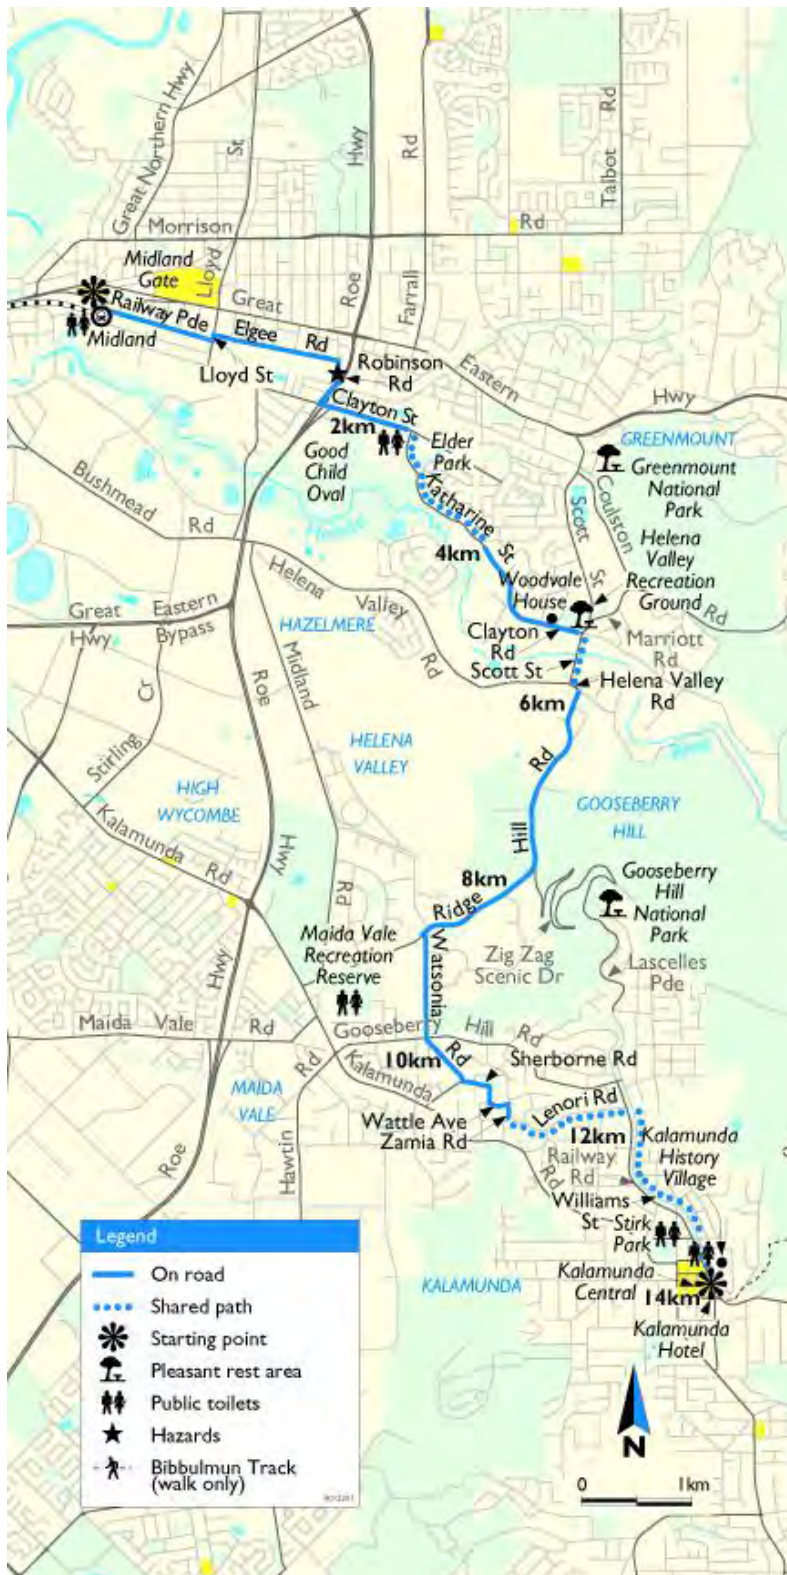 Great Northern Hwy
St
Hwy
Rd
Talbot Rd
Morrison
Rd
Midland
Gate
Lloyd
Great
Roe
Farrall
Railway Pde
Elgee
Rd
Midland
Lloyd St
Robinson
Rd
Eastern
Hwy
Clayton St
2km
Good
Child
Oval
Elder
Park
GREENMOUNT
Greenmount
National
Park
Coulston
Scott
St
Katharine St
Bushmead
Rd
4km
Helena
Valley
Recreation
Ground
Rd
Woodvale
House
Great
Eastern
Hwy
Bypass
Helena
Valley
Rd
HAZELMERE
Clayton
Rd
Marriott
Rd
Scott St
Helena Valley
Rd
6km
Roe
Midland
Cr
Stirling
HELENA
VALLEY
Rd
HIGH
WYCOMBE
GOOSEBERRY
HILL
Kalamunda
Rd
Hwy
Hill
8km
Gooseberry
Hill
National
Park
Rd
Ridge
Maida Vale
Recreation
Reserve
Watsonia
Zig Zag
Scenic Dr
Lascelles
Pde
Hwy
Maida Vale
Rd
Gooseberry
Hill
Rd
10km
Rd
Sherborne Rd
Rd
Kalamunda
MAIDA
VALE
Wattle Ave
Zamia Rd
Lenori Rd
12km
Kalamunda
History
Village
Railway
Rd
Rd
Roe
Hawtin
Williams
St
Stirk
Park
Legend
On road
Shared path
Starting point
Pleasant rest area
Public toilets
Hazards
Bibbulmun Track
(walk only)
KALAMUNDA
Kalamunda
Central
14km
Kalamunda
Hotel
N
0
1km